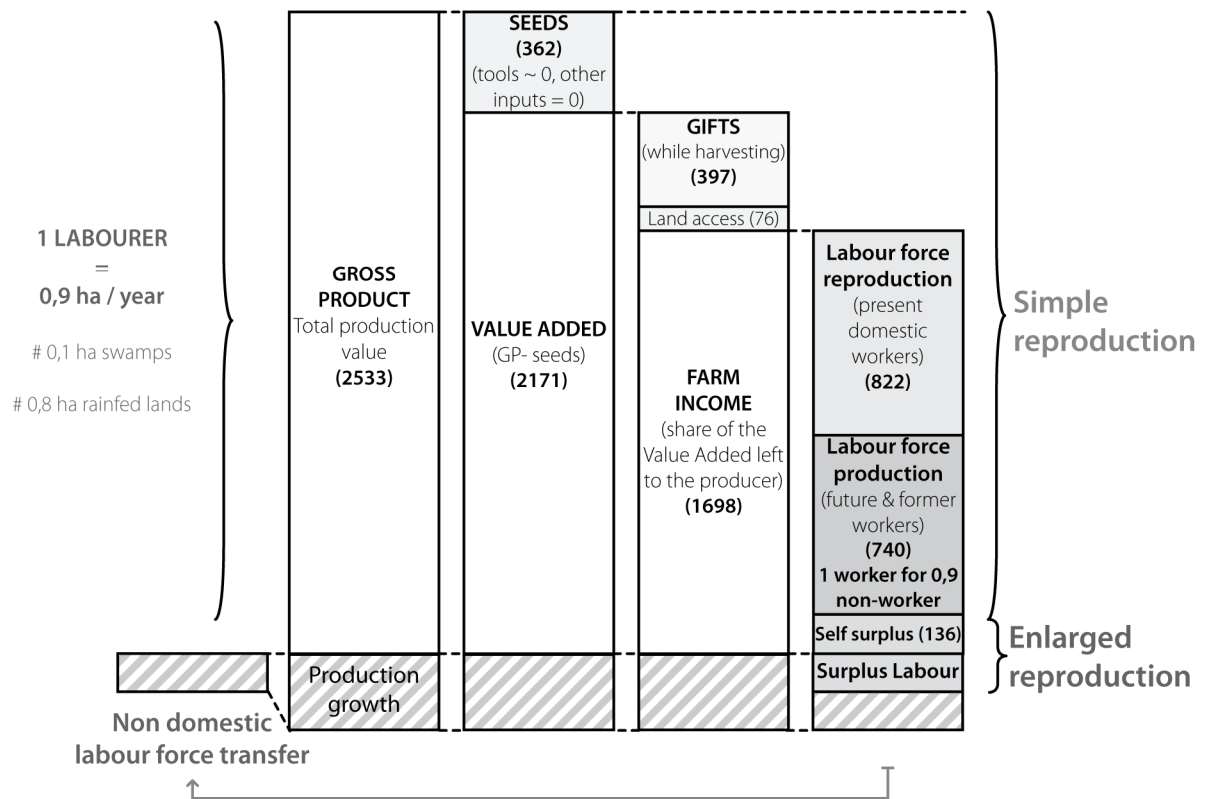 1 LABOURER
=
0,9 ha / year
# 0,1 ha swamps
# 0,8 ha rainfed lands
GROSS
PRODUCT
Total production
value
(2533)
SEEDS
(362)
(tools ~ 0, other
inputs = 0)
VALUE ADDED
(GP- seeds)
(2171)
GIFTS
(while harvesting)
(397)
Land access (76)
FARM
INCOME
(share of the
Value Added left
to the producer)
(1698)
Labour force
reproduction
(present
domestic
workers)
(822)
Labour force
production
(future & former
workers)
(740)
1 worker for 0,9
non-worker
Self surplus (136)
Surplus Labour
Simple
reproduction
Enlarged
reproduction
Production
growth
Non domestic
labour force transfer